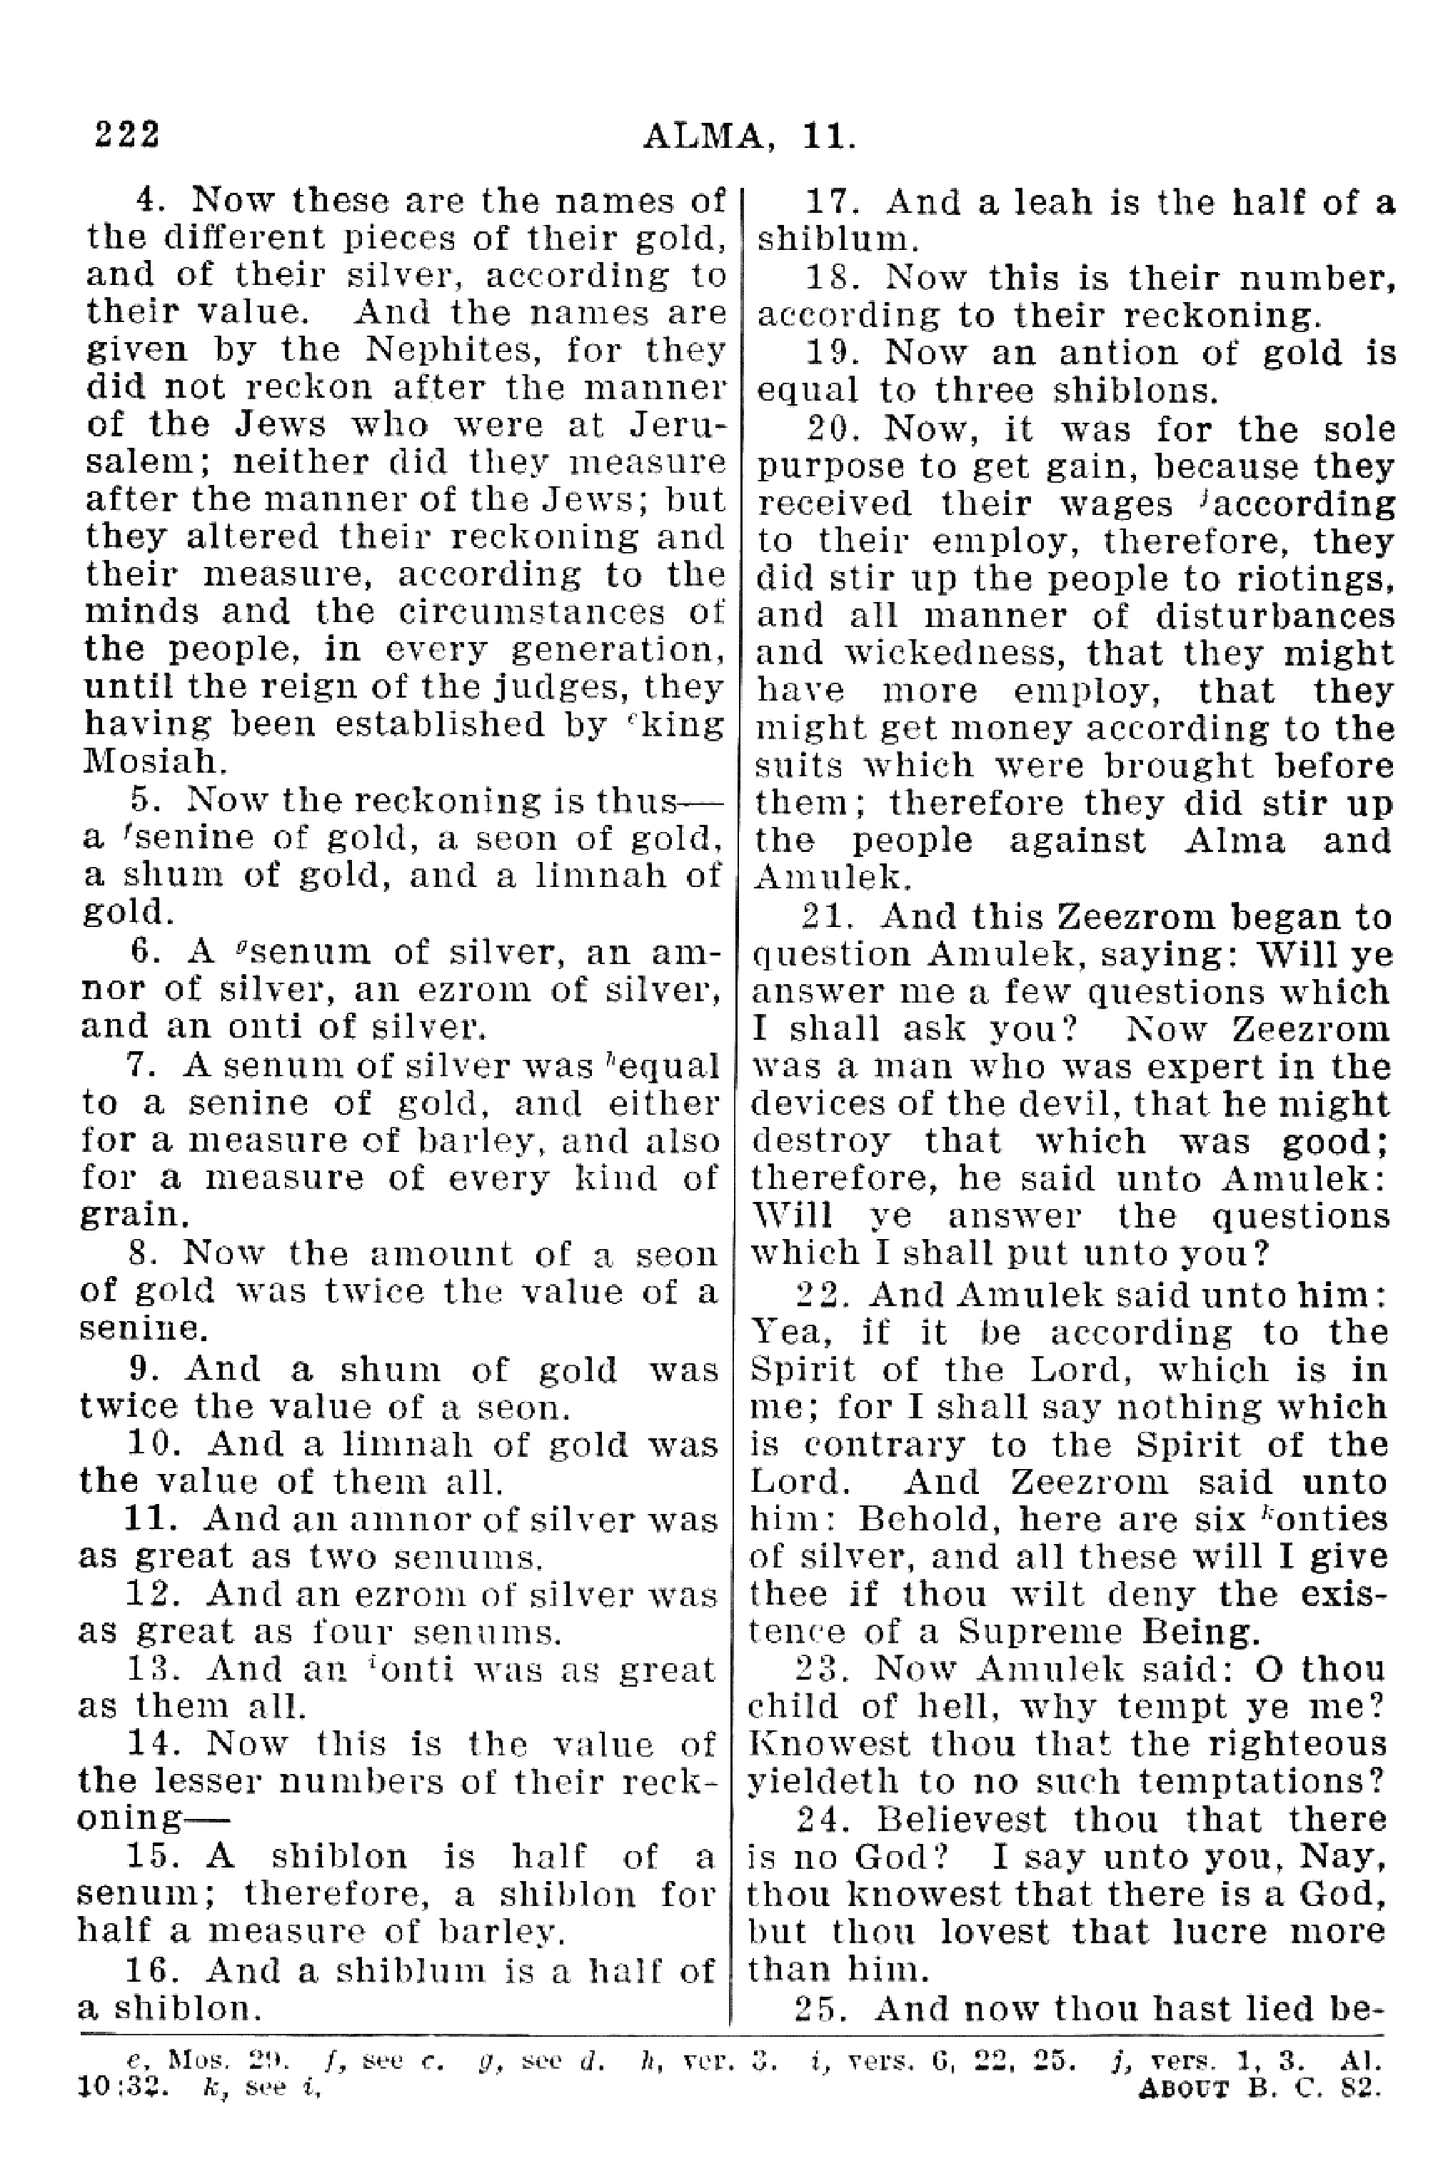 222
ALMA, 11.
4. Now these are the names of
the different pieces of their gold,
and of their silver, according to
their value. And the names are
given by the Nephites, for they
did not reckon after the manner
of the Jews who were at Jeru-
salem; neither did they measure
after the manner of the Jews; but
they altered their reckoning and
their measure, according to the
minds and the circumstances of
the people, in every generation,
until the reign of the judges, they
having been established by eking
Mosiah.
5. Now the reckoning is thus—
a fsenine of gold, a seon of gold,
a shum of gold, and a limnah of
gold.
6. A gsenum of silver, an am-
nor of silver, an ezrom of silver,
and an onti of silver.
7. A senum of silver was hequal
to a senine of gold, and either
for a measure of barley, and also
for a measure of every kind of
grain.
8. Now the amount of a seon
of gold was twice the value of a
senine.
9. And a shum of gold was
twice the value of a seon.
10. And a limnah of gold was
the value of them all.
11. And an amnor of silver was
as great as two senums.
12. And an ezrom of silver was
as great as four senums.
13. And an ionti was as great
as them all.
14. Now this is the value of
the lesser numbers of their reck-
oning—
15. A shiblon is half of a
senum; therefore, a shiblon for
half a measure of barley.
16. And a shiblum is a half of
a shiblon.
17. And a leah is the half of a
shiblum.
18. Now this is their number,
according to their reckoning.
19. Now an antion of gold is
equal to three shiblons.
20. Now, it was for the sole
purpose to get gain, because they
received their wages jaccording
to their employ, therefore, they
did stir up the people to riotings,
and all manner of disturbances
and wickedness, that they might
have more employ, that they
might get money according to the
suits which were brought before
them; therefore they did stir up
the people against Alma and
Amulek.
21. And this Zeezrom began to
question Amulek, saying: Will ye
answer me a few questions which
I shall ask you? Now Zeezrom
was a man who was expert in the
devices of the devil, that he might
destroy that which was good;
therefore, he said unto Amulek:
Will ye answer the questions
which I shall put unto you?
22. And Amulek said unto him:
Yea, if it be according to the
Spirit of the Lord, which is in
me; for I shall say nothing which
is contrary to the Spirit of the
Lord. And Zeezrom said unto
him: Behold, here are six konties
of silver, and all these will I give
thee if thou wilt deny the exis-
tence of a Supreme Being.
23. Now Amulek said: O thou
child of hell, why tempt ye me?
Knowest thou that the righteous
yieldeth to no such temptations?
24. Believest thou that there
is no God? I say unto you, Nay,
thou knowest that there is a God,
but thou lovest that lucre more
than him.
25. And now thou hast lied be-
e, Mos. 29. f, see c. g, see d. h, ver. 3. i, vers. 6, 22, 25. j, vers. 1, 3. Al.
10:32. k, see i,
ABOUT B. C. 82.